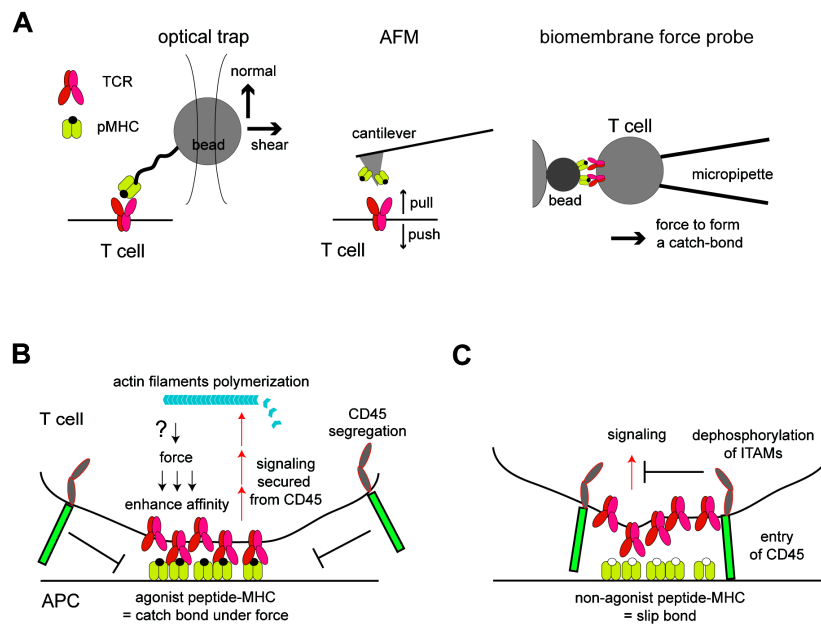 A
optical trap
AFM
biomembrane force probe
TCR
pMHC
normal
bead
shear
T cell
cantilever
pull
push
T cell
T cell
bead
micropipette
force to form
a catch-bond
B
actin filaments polymerization
T cell
?
force
enhance affinity
signaling
secured
from CD45
CD45
segregation
APC
agonist peptide-MHC
= catch bond under force
C
signaling
dephosphorylation
of ITAMs
entry
of CD45
non-agonist peptide-MHC
= slip bond